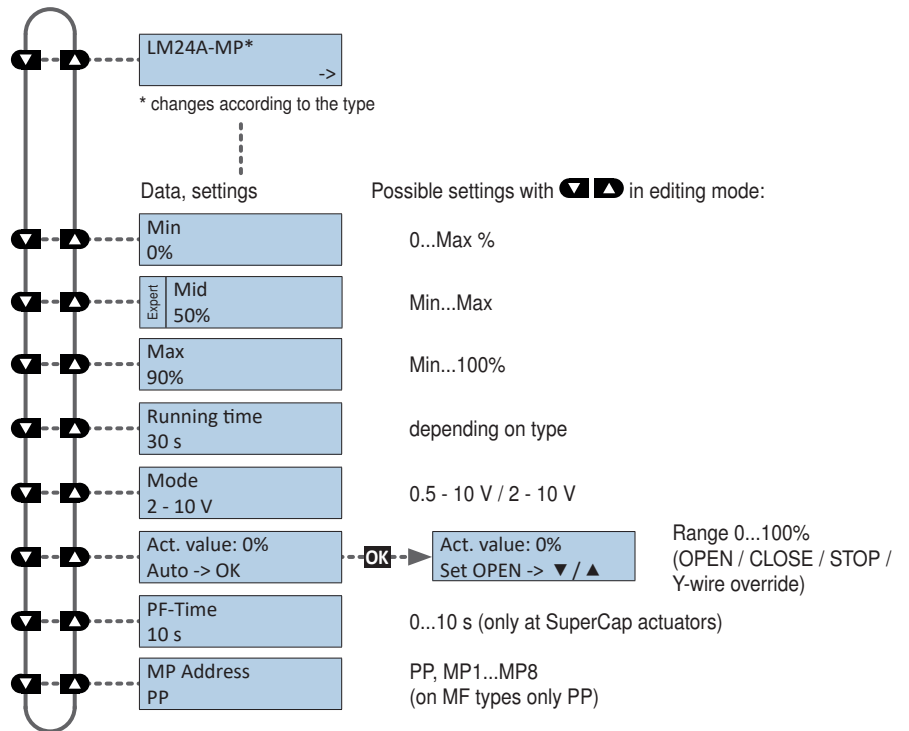 LM24A-MP*
->
* changes according to the type
Data, settings
Possible settings with ▼ ▲ in editing mode:
Min
0%
0...Max %
Expert
Mid
50%
Min...Max
Max
90%
Min...100%
Running time
30 s
depending on type
Mode
2 - 10 V
0.5 - 10 V / 2 - 10 V
Act. value: 0%
Auto -> OK
OK
Act. value: 0%
Set OPEN -> ▼ / ▲
Range 0...100%
(OPEN / CLOSE / STOP /
Y-wire override)
PF-Time
10 s
0...10 s (only at SuperCap actuators)
MP Address
PP
PP, MP1...MP8
(on MF types only PP)